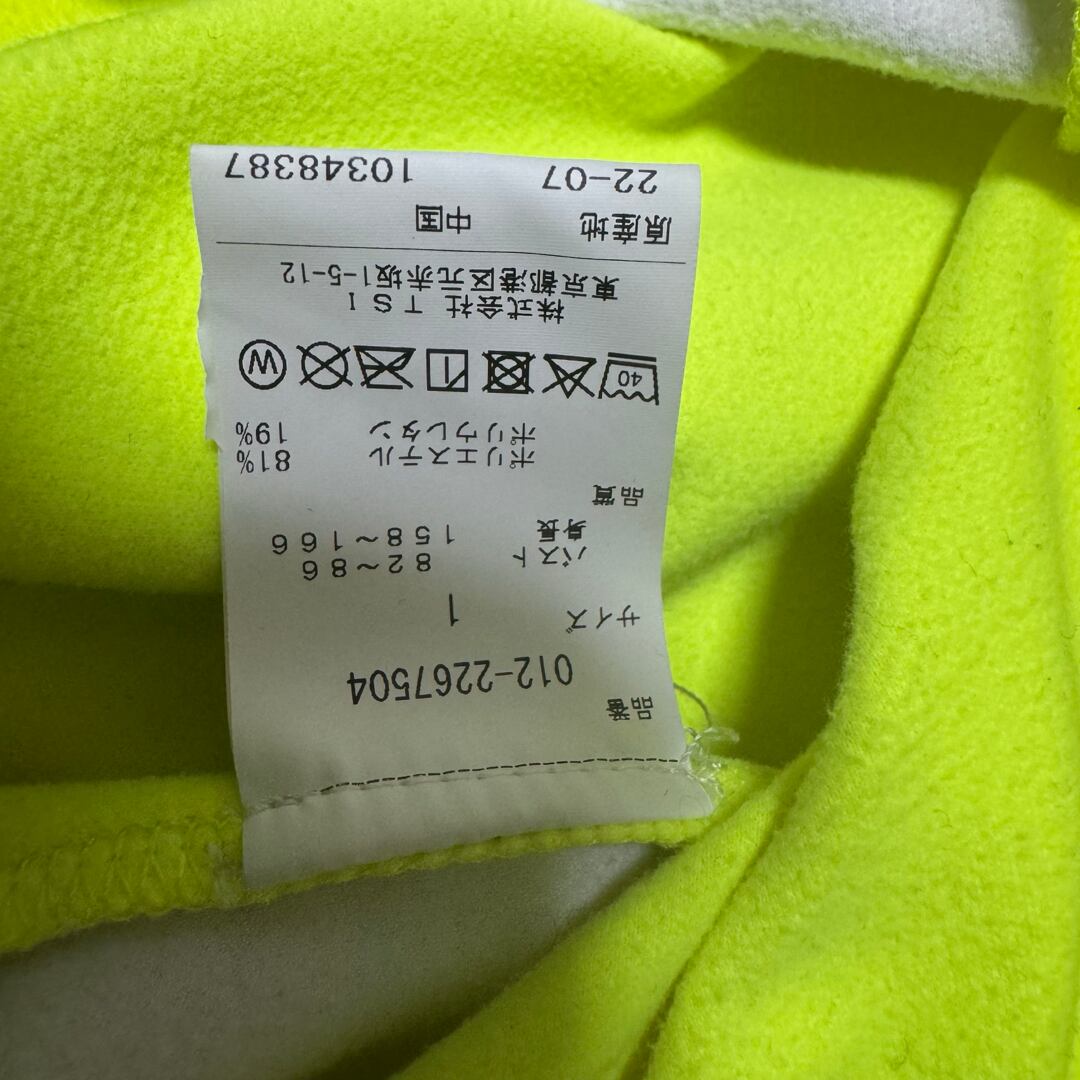 品番
012-2267504
サイズ 1
バスト 82~86
身長 158~166
品質
ポリエステル 81%
ポリウレタン 19%
40
W
株式会社 TSI
東京都港区元赤坂1-5-12
原産地 中国
22-07 10348387